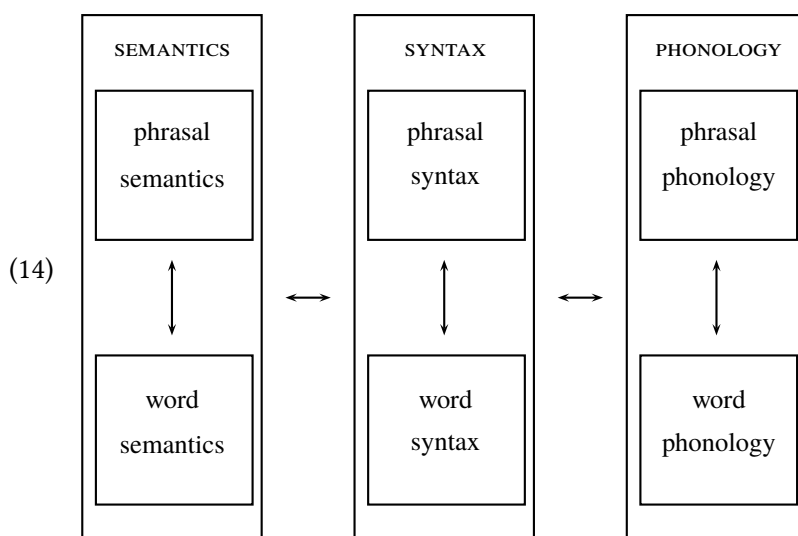 SEMANTICS
phrasal
semantics
word
semantics
SYNTAX
phrasal
syntax
word
syntax
PHONOLOGY
phrasal
phonology
word
phonology
(14)